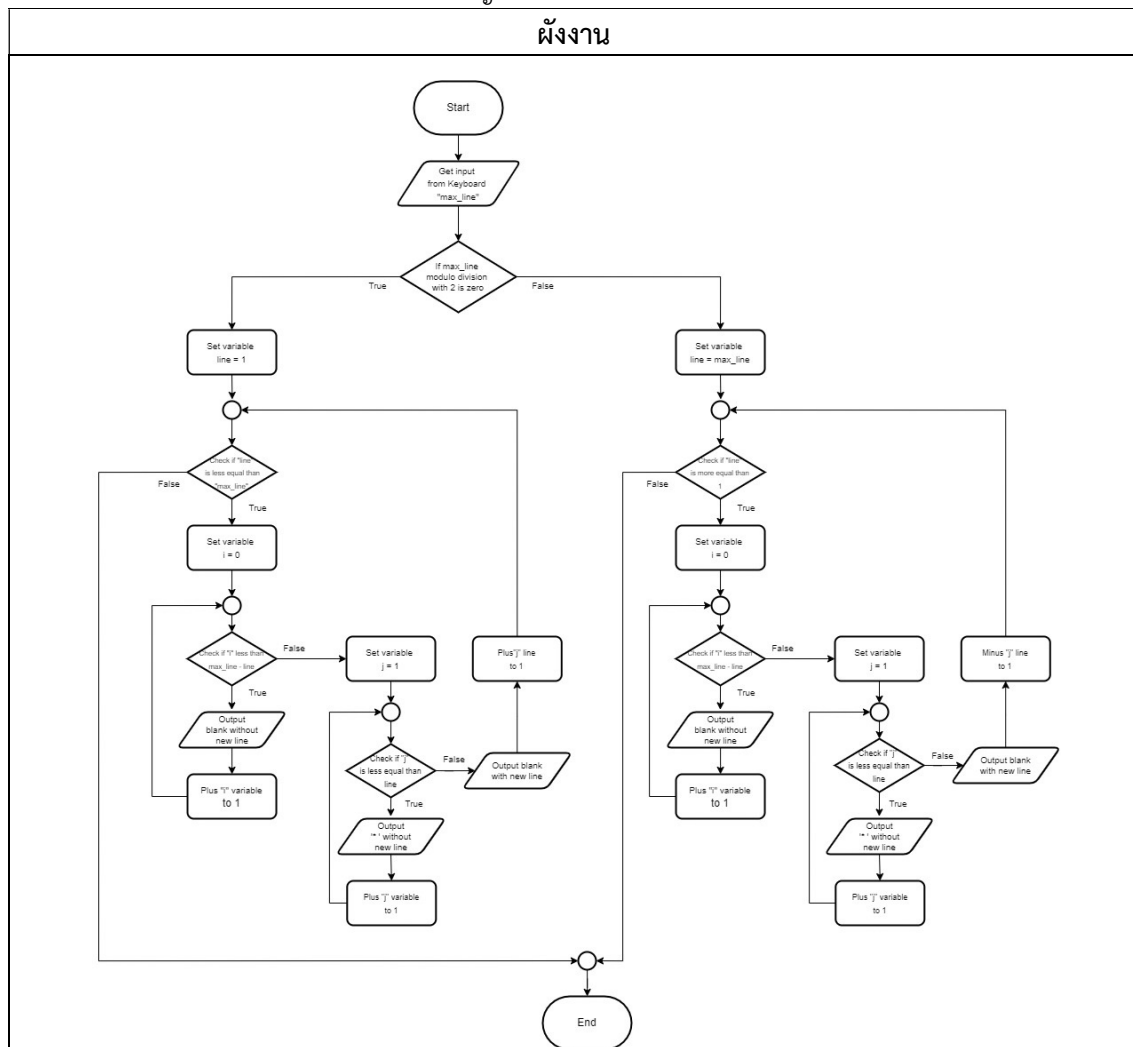 ผังงาน
Start
Get input
from Keyboard
"max_line"
If max_line
modulo division
with 2 is zero
True
False
Set variable
line = 1
Check if "line"
is less equal than
"max_line"
False
True
Set variable
i = 0
Check if "i" less than
max_line - line
False
True
Output
blank without
new line
Plus "i" variable
to 1
Set variable
j = 1
Check if "j"
is less equal than
line
False
True
Output
'* ' without
new line
Plus "j" variable
to 1
Output blank
with new line
Plus"j" line
to 1
Set variable
line = max_line
Check if "line"
is more equal than
1
False
True
Set variable
i = 0
Check if "i" less than
max_line - line
False
True
Output
blank without
new line
Plus "i" variable
to 1
Set variable
j = 1
Check if "j"
is less equal than
line
False
True
Output
'* ' without
new line
Plus "j" variable
to 1
Output blank
with new line
Minus "j" line
to 1
End